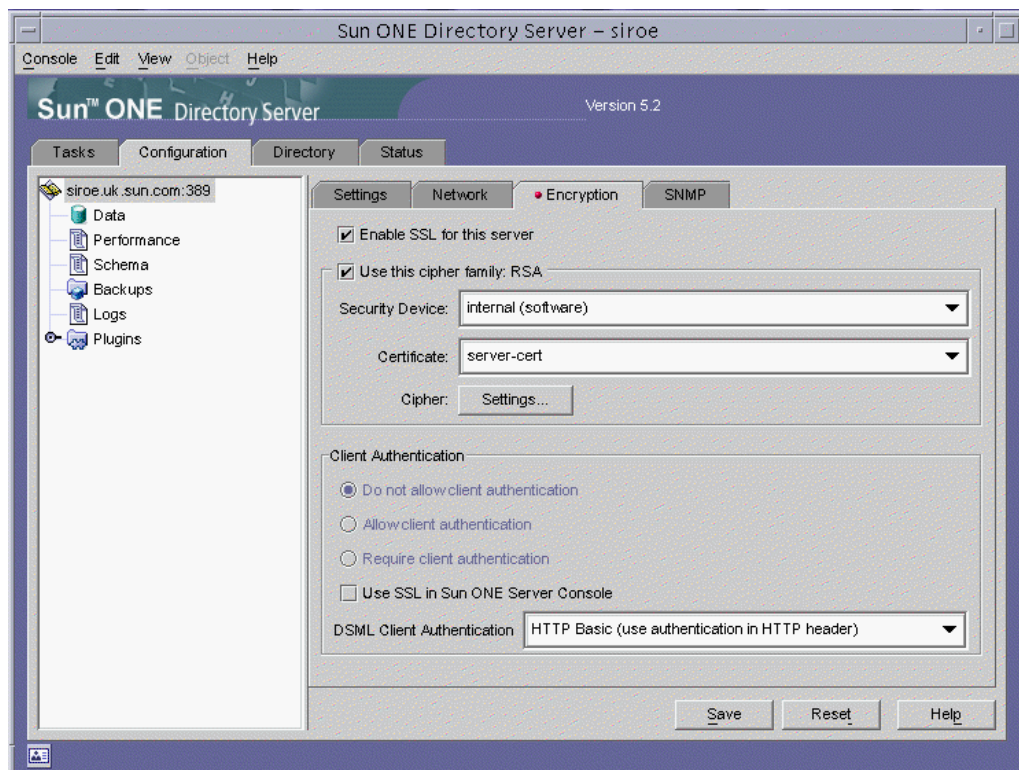 Sun ONE Directory Server – siroe
Console Edit View Object Help
Sun™ ONE Directory Server
Version 5.2
Tasks Configuration Directory Status
siroe.uk.sun.com:389
Data
Performance
Schema
Backups
Logs
Plugins
Settings Network Encryption SNMP
Enable SSL for this server
Use this cipher family: RSA
Security Device: internal (software)
Certificate: server-cert
Cipher: Settings...
Client Authentication
Do not allow client authentication
Allow client authentication
Require client authentication
Use SSL in Sun ONE Server Console
DSML Client Authentication HTTP Basic (use authentication in HTTP header)
Save Reset Help